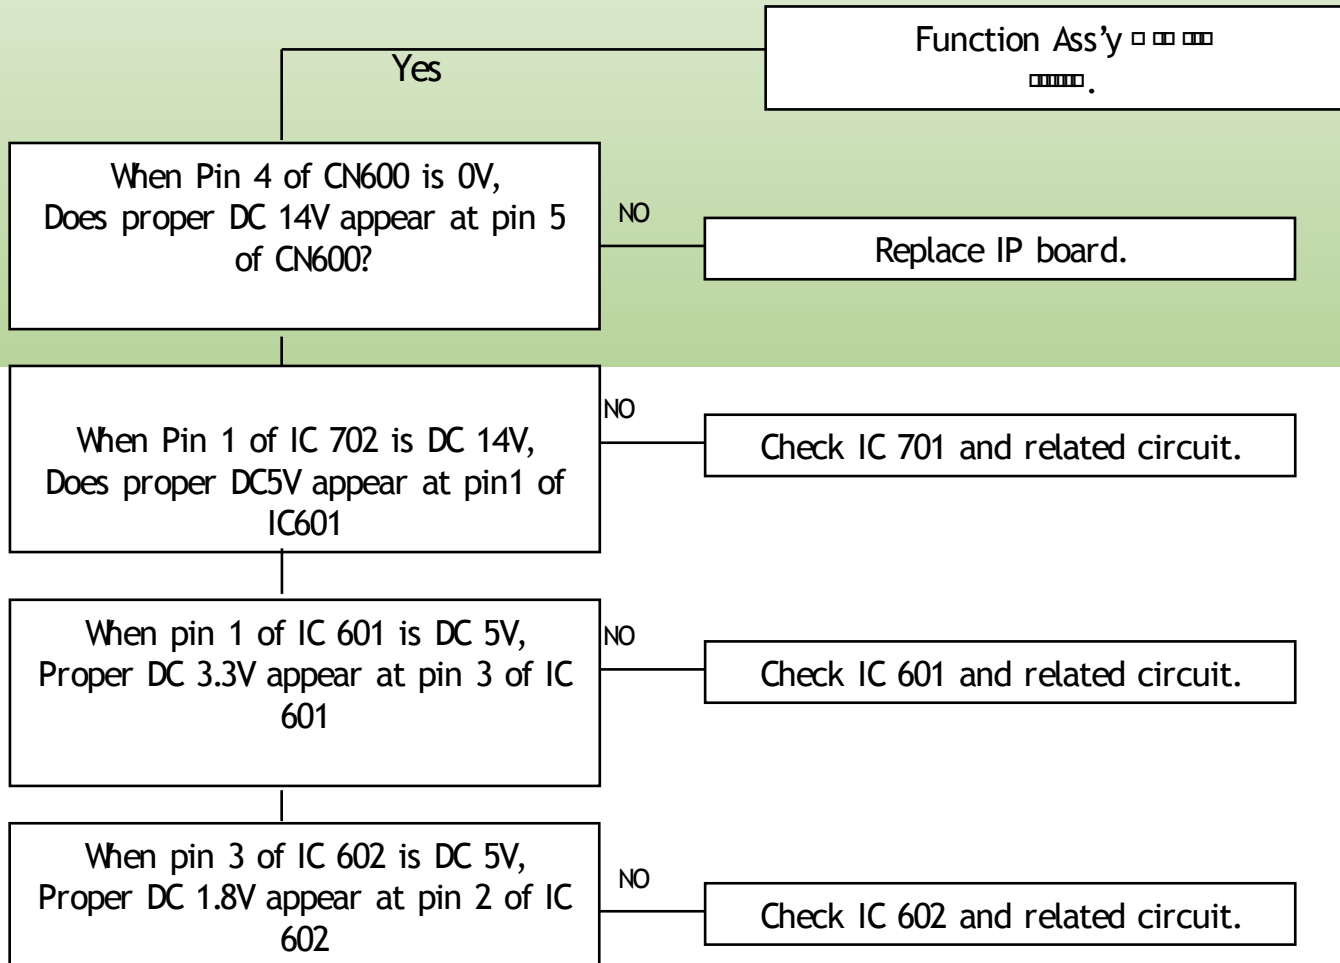 Function Ass’y
Yes
When Pin 4 of CN600 is 0V,
Does proper DC 14V appear at pin 5
of CN600?
NO
Replace IP board.
When Pin 1 of IC 702 is DC 14V,
Does proper DC5V appear at pin1 of
IC601
NO
Check IC 701 and related circuit.
When pin 1 of IC 601 is DC 5V,
Proper DC 3.3V appear at pin 3 of IC
601
NO
Check IC 601 and related circuit.
When pin 3 of IC 602 is DC 5V,
Proper DC 1.8V appear at pin 2 of IC
602
NO
Check IC 602 and related circuit.